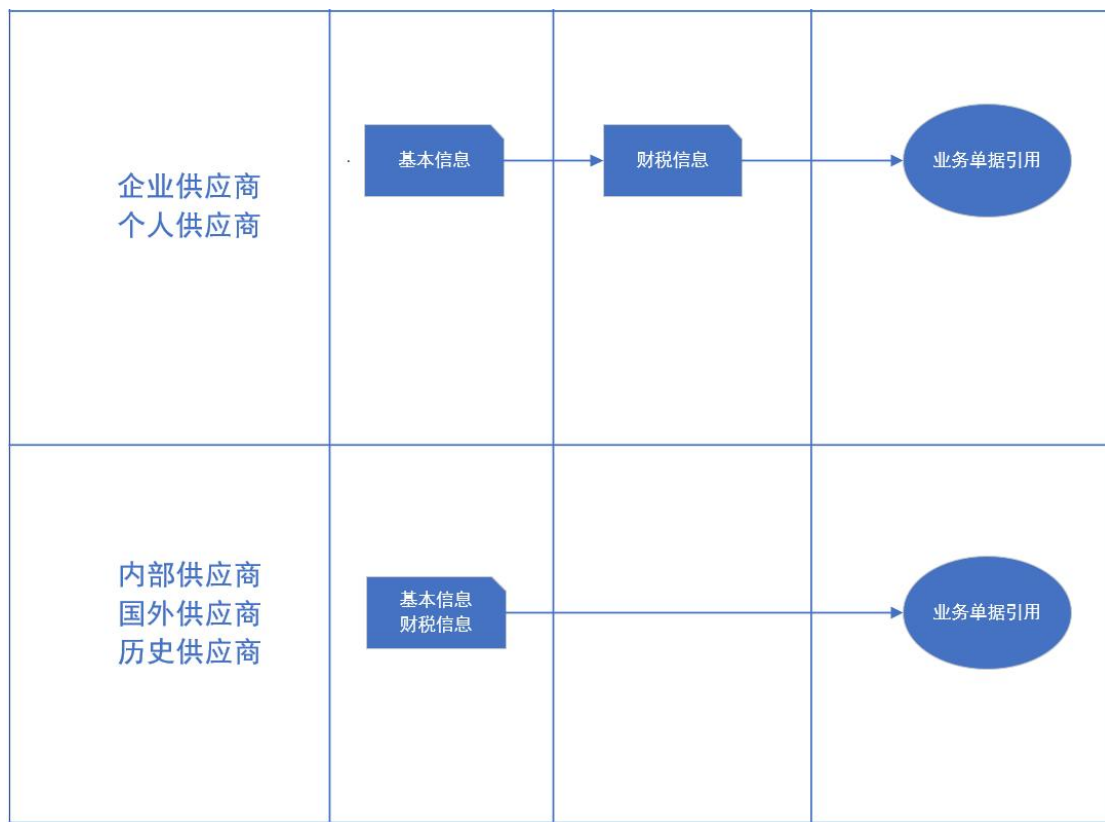 企业供应商
个人供应商
基本信息
财税信息
业务单据引用
内部供应商
国外供应商
历史供应商
基本信息
财税信息
业务单据引用